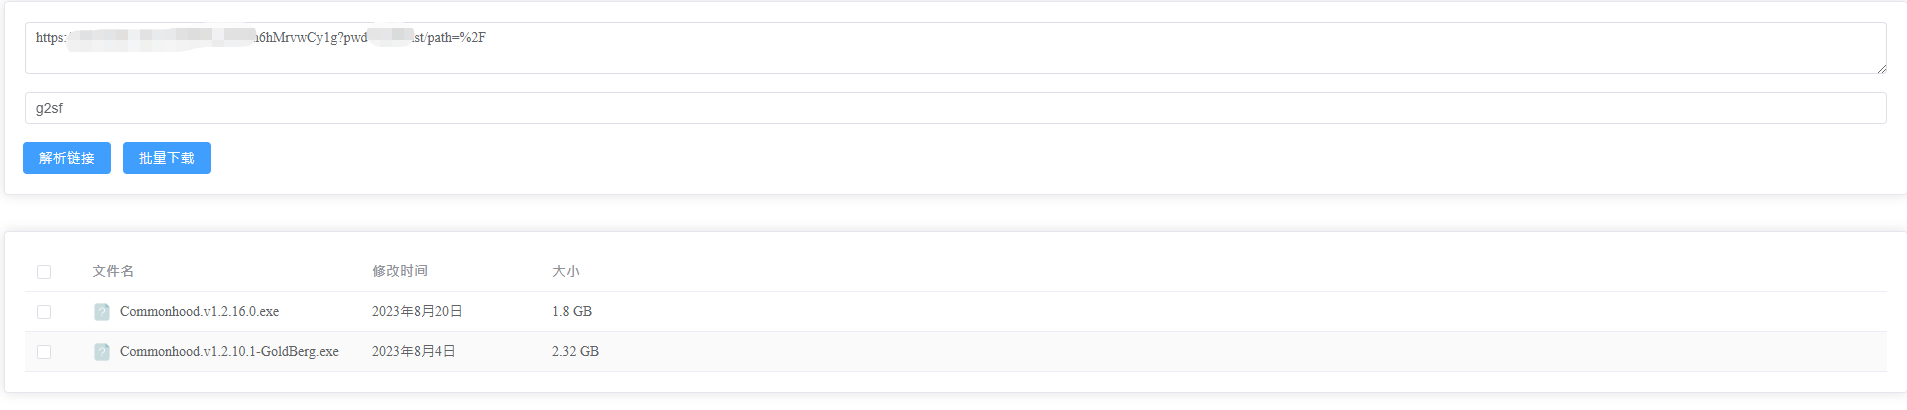 https:
6hMrvwCy1g?pwd
st/path=%2F
g2sf
解析链接 批量下载
文件名 修改时间 大小
Commonhood.v1.2.16.0.exe 2023年8月20日 1.8 GB
Commonhood.v1.2.10.1-GoldBerg.exe 2023年8月4日 2.32 GB